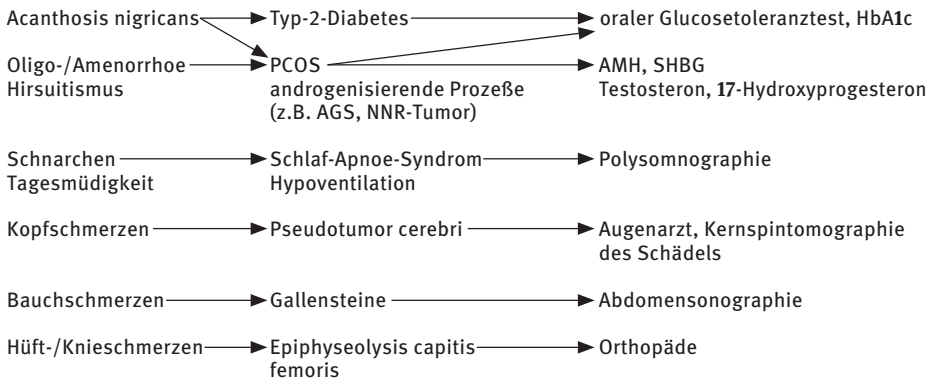 Acanthosis nigricans Typ-2-Diabetes oraler Glucosetoleranztest, HbA1c
Oligo-/Amenorrhoe PCOS AMH, SHBG
Hirsuitismus androgenisierende Prozeße Testosteron, 17-Hydroxyprogesteron
(z.B. AGS, NNR-Tumor)
Schnarchen Schlaf-Apnoe-Syndrom Polysomnographie
Tagesmüdigkeit Hypoventilation
Kopfschmerzen Pseudotumor cerebri Augenarzt, Kernspintomographie
des Schädels
Bauchschmerzen Gallensteine Abdomensonographie
Hüft-/Knieschmerzen Epiphyseolysis capitis Orthopäde
femoris